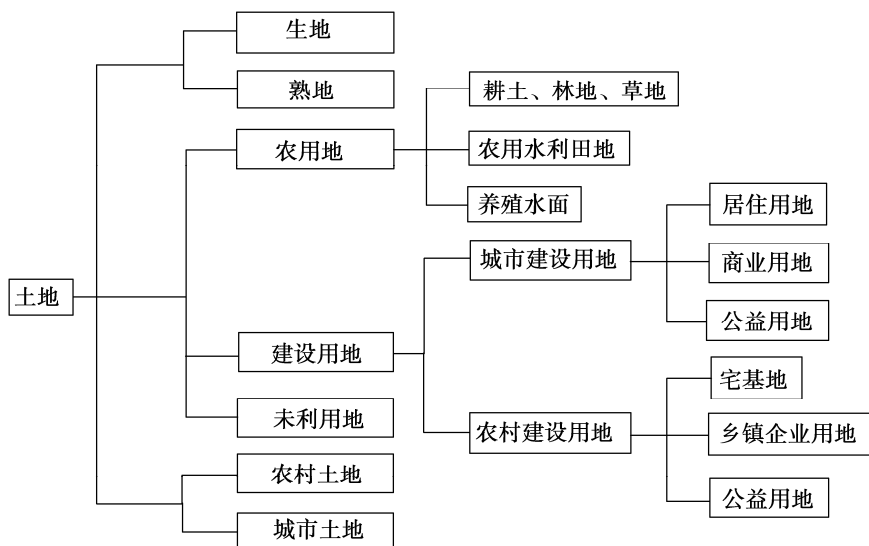 生地
熟地
耕土、林地、草地
农用地
农用水利田地
养殖水面
居住用地
城市建设用地
商业用地
土地
公益用地
建设用地
宅基地
未利用地
农村建设用地
乡镇企业用地
农村土地
公益用地
城市土地